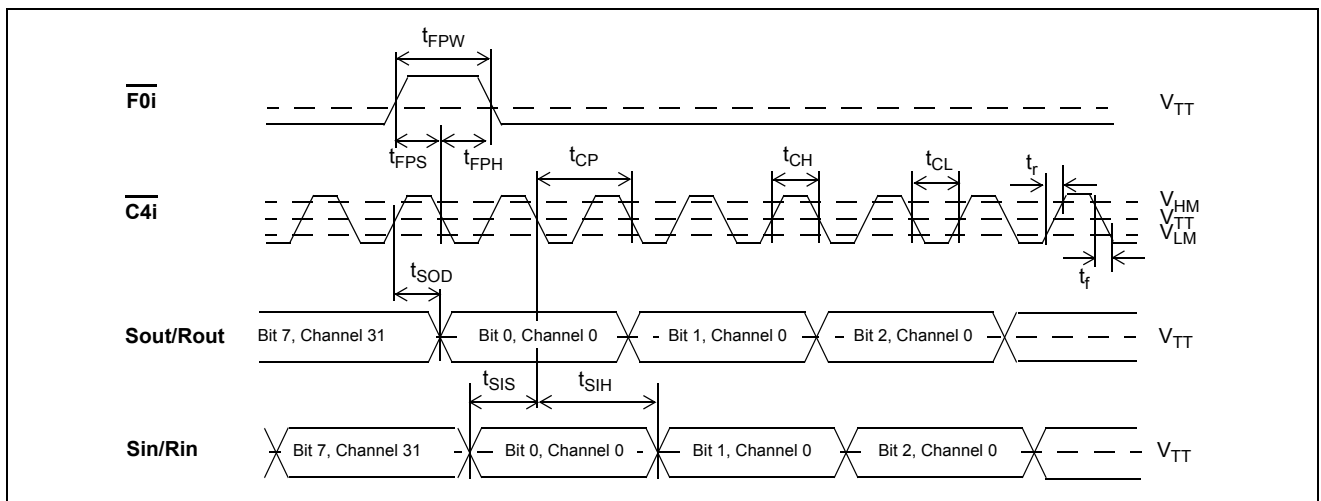 tFPW
F0i
VTT
tFPS
tFPH
tCP
tCH
tCL
tr
C4i
VHM
VTT
VLM
tSOD
tf
Sout/Rout
Bit 7, Channel 31
Bit 0, Channel 0
Bit 1, Channel 0
Bit 2, Channel 0
VTT
tSIS
tSIH
Sin/Rin
Bit 7, Channel 31
Bit 0, Channel 0
Bit 1, Channel 0
Bit 2, Channel 0
VTT